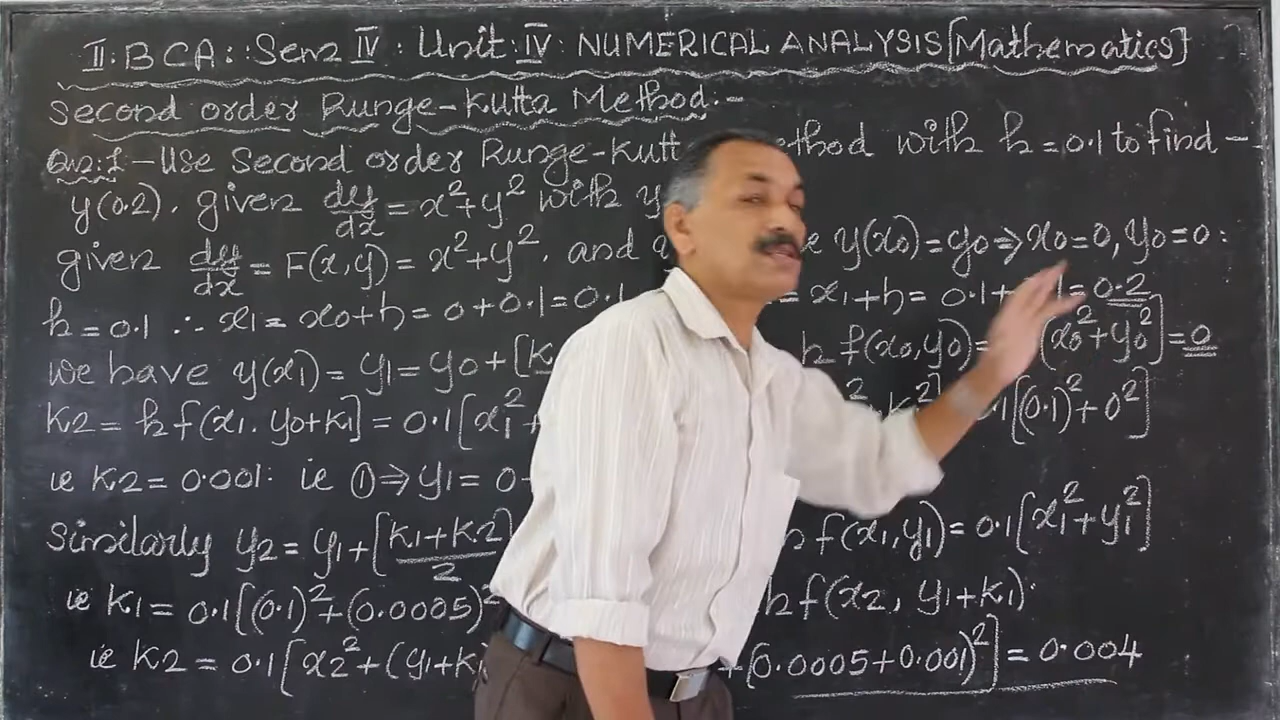 II:BCA::Sem IV: Unit:IV: NUMERICAL ANALYSIS[Mathematics]
Second order Runge-Kutta Method:-
Qn:1-Use Second order Runge-Kutt thod with h=0.1 to find-
y(0.2). given dy/dx = x²+y² with y
given dy/dx = F(x,y) = x²+y². and y(x0)=y0⇒x0=0, y0=0:
h=0.1 ∴ x1= x0+h= 0+0.1=0.1 = x1+h= 0.1+ 1=0.2
we have y(x1)= y1= y0+[k h f(x0,y0)= (x0²+y0²]=0
k2= h f(x1. y0+k1] = 0.1[x1²+ 1[(0.1)²+0²]
ie k2= 0.001: ie ①⇒y1= 0+
Similarly y2= y1+[k1+k2/2 h f(x1,y1)= 0.1[x1²+y1²]
ie k1= 0.1[(0.1)²+(0.0005)² h f(x2, y1+k1)·
ie k2 = 0.1[x2²+(y1+k +(0.0005+0.001)²] = 0.004